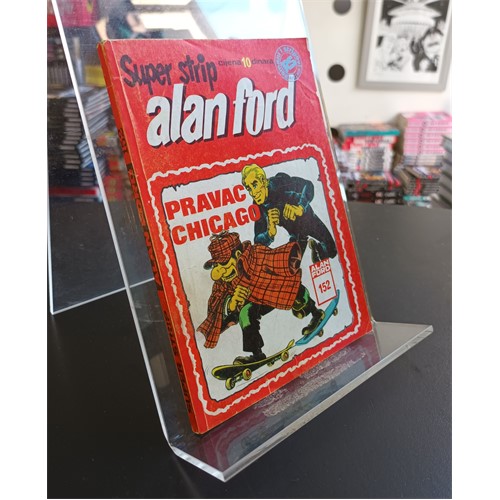 Super strip
cijena 10 dinara
alan ford
PRAVAC
CHICAGO
ALAN
FORD
152